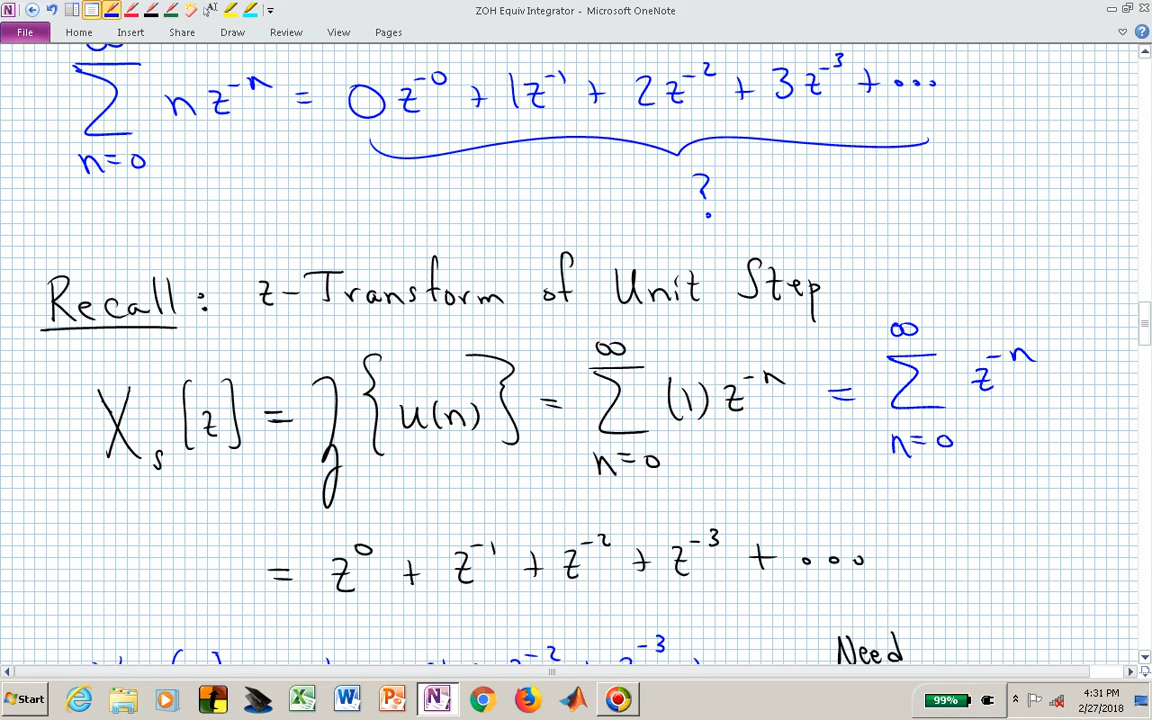 ZOH Equiv Integrator - Microsoft OneNote
File Home Insert Share Draw Review View Pages
∞
∑ n z⁻ⁿ = 0z⁻⁰ + 1z⁻¹ + 2z⁻² + 3z⁻³ + ...
n=0
?
Recall: z-Transform of Unit Step
Xₛ[z] = 𝓏{u(n)} = ∑ (1) z⁻ⁿ = ∑ z⁻ⁿ
∞ ∞
n=0 n=0
= z⁰ + z⁻¹ + z⁻² + z⁻³ + ...
Need
Start
99%
4:31 PM
2/27/2018